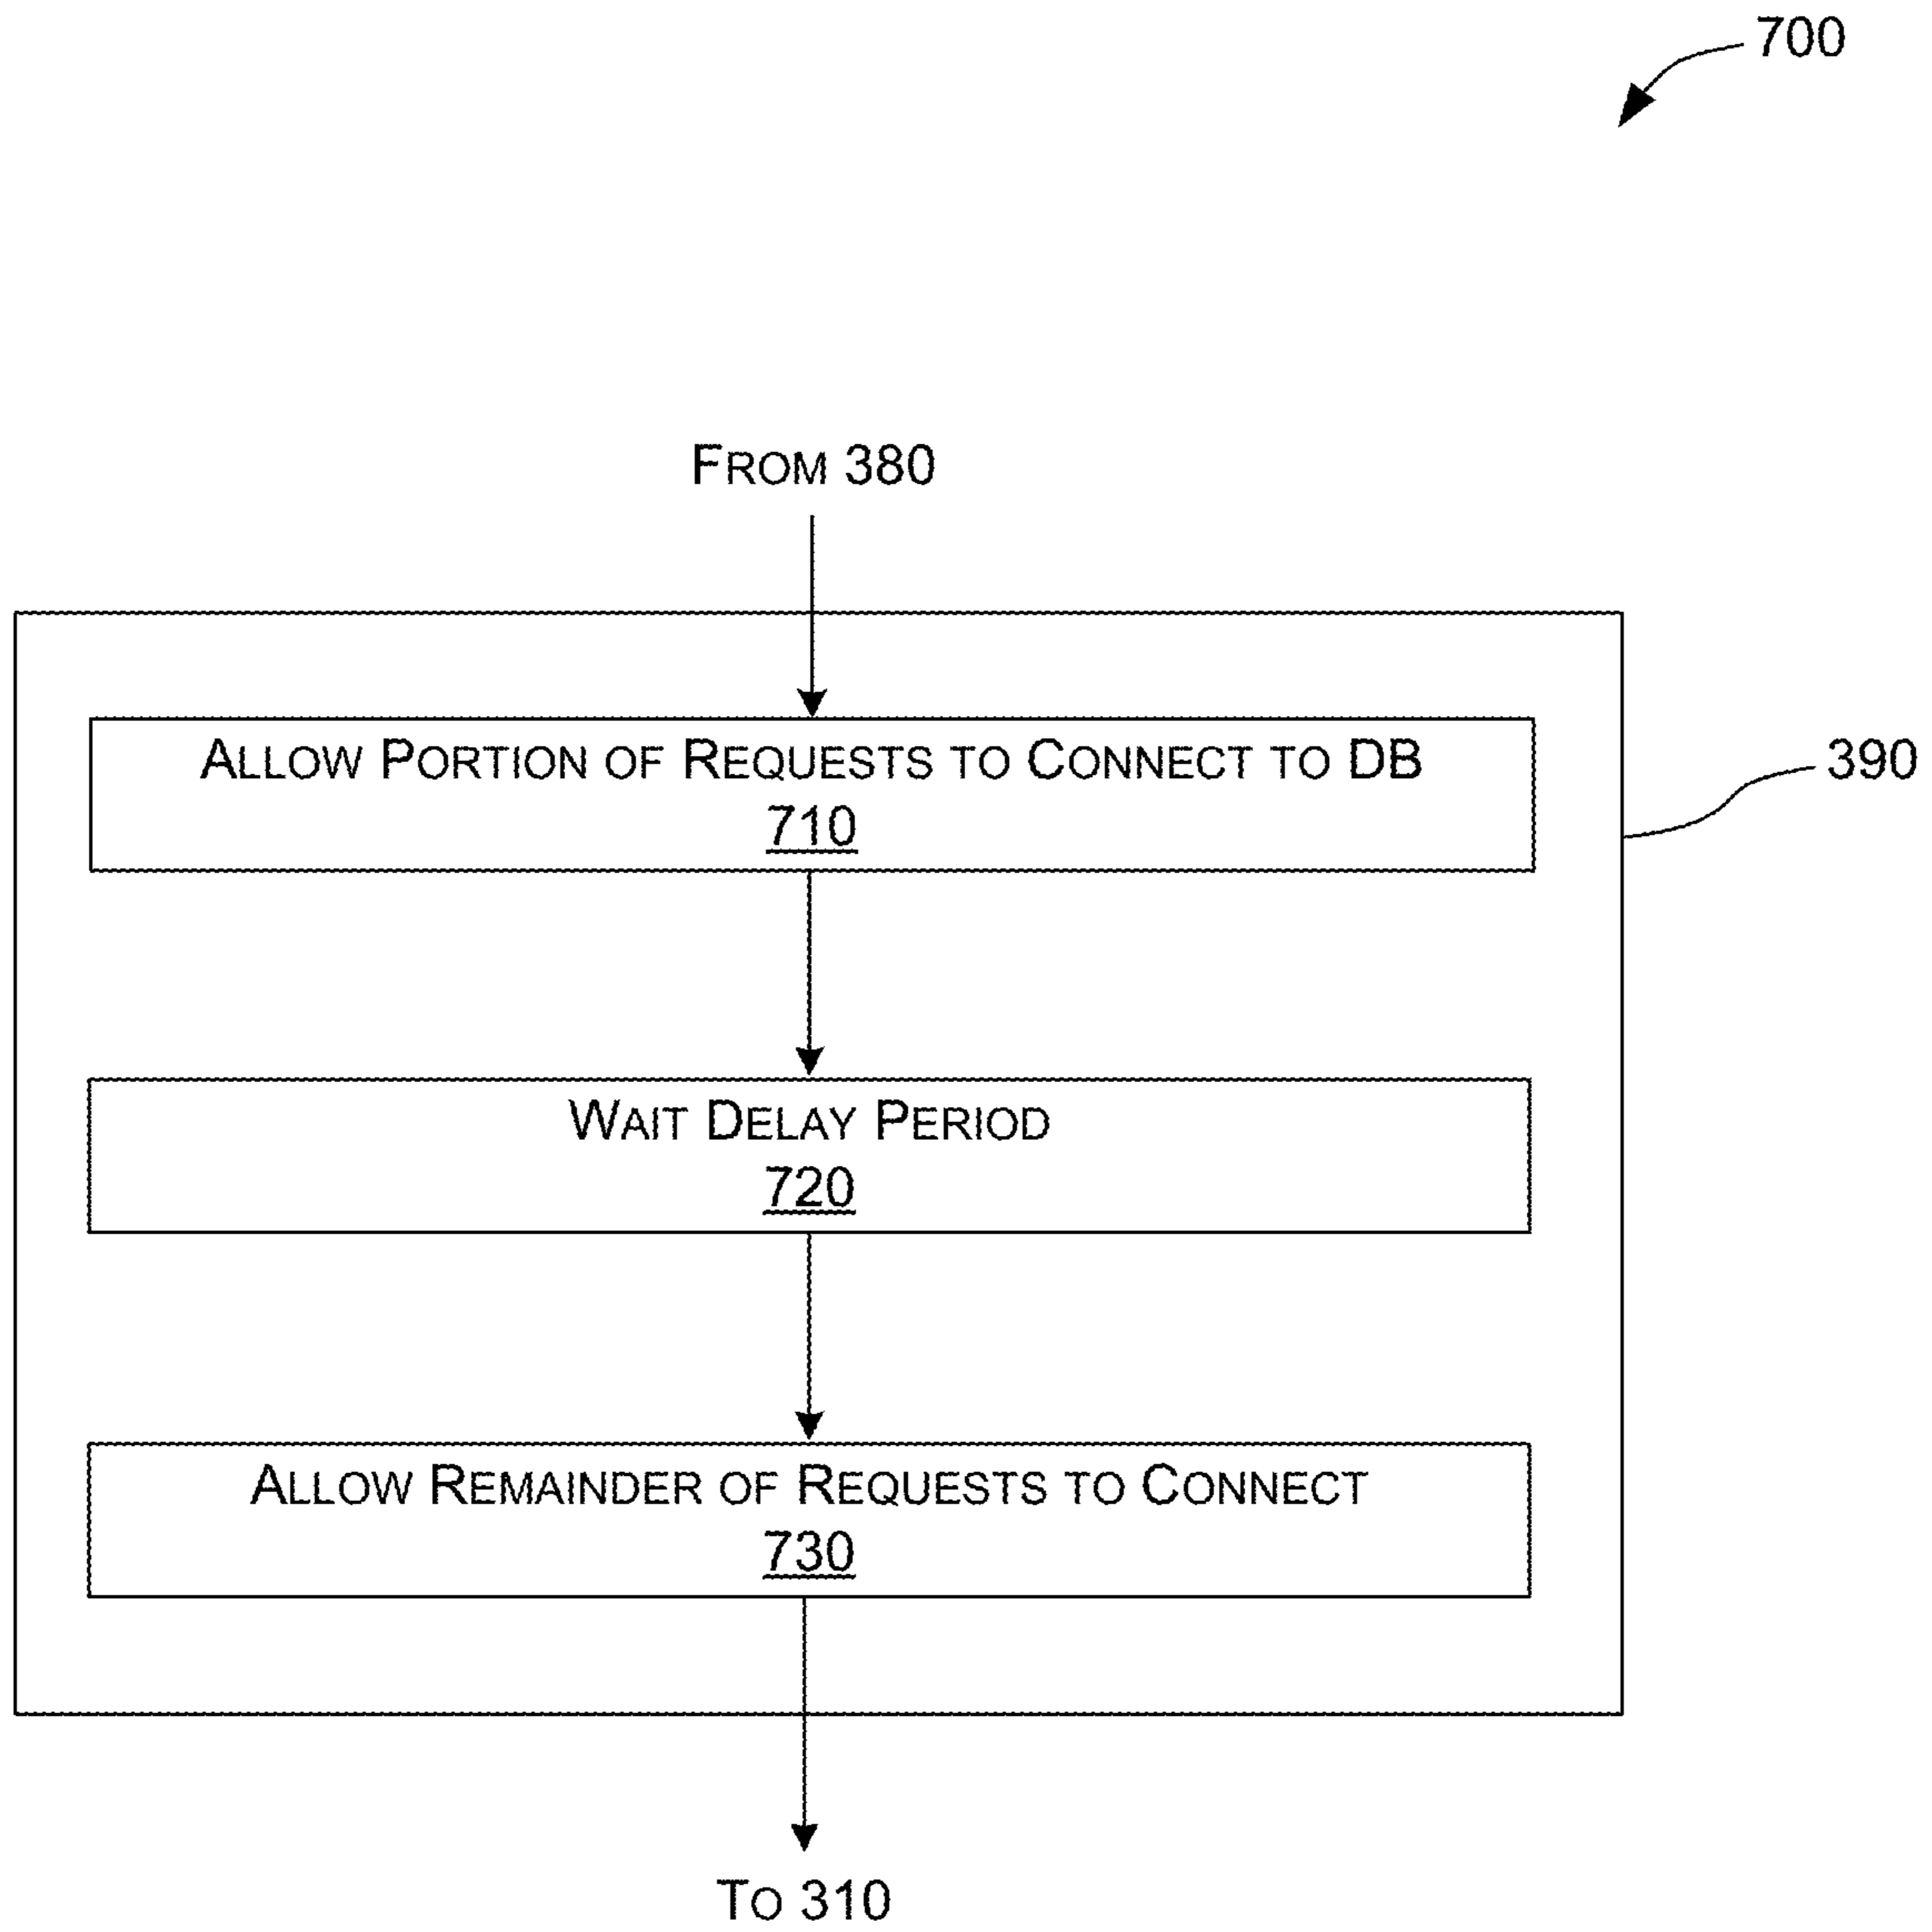 700
From 380
Allow Portion of Requests to Connect to DB
710
390
Wait Delay Period
720
Allow Remainder of Requests to Connect
730
To 310